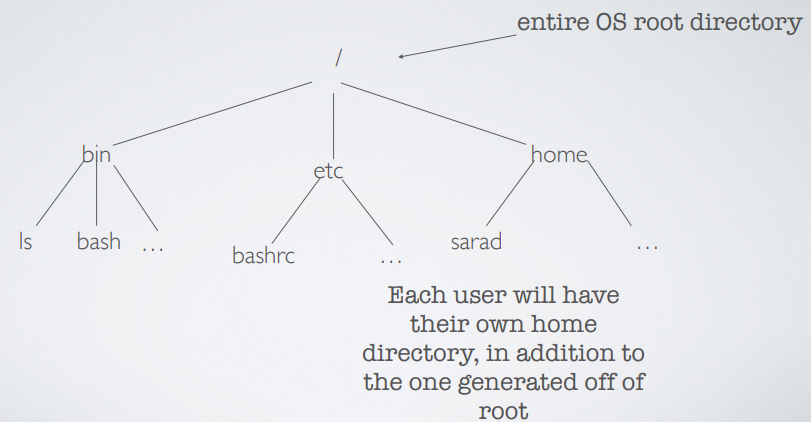 entire OS root directory
/
bin
etc
home
ls
bash
...
bashrc
...
sarad
...
Each user will have
their own home
directory, in addition to
the one generated off of
root